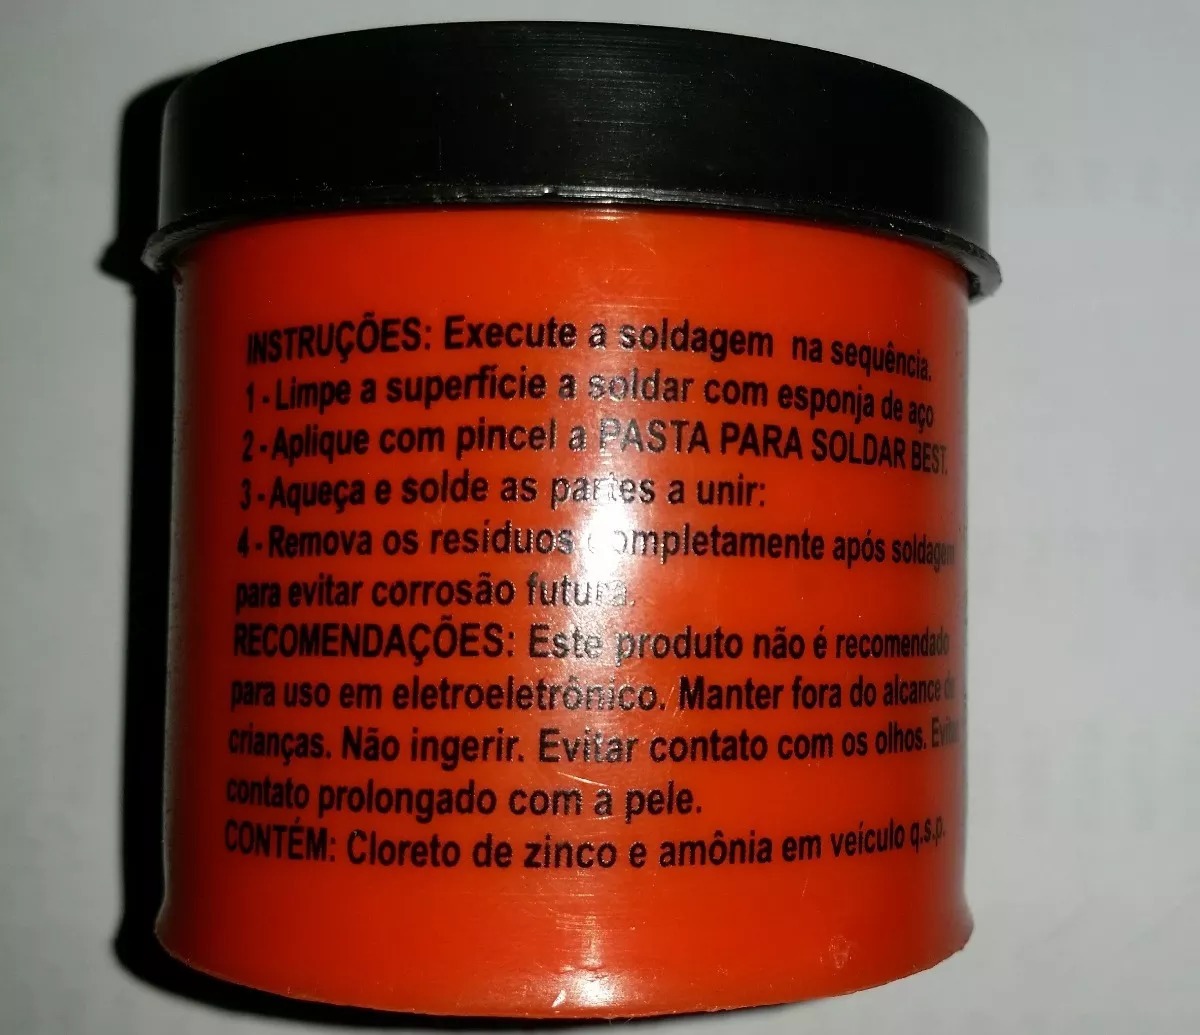 INSTRUÇÕES: Execute a soldagem na sequência.
1 - Limpe a superfície a soldar com esponja de aço
2 - Aplique com pincel a PASTA PARA SOLDAR BEST.
3 - Aqueça e solde as partes a unir:
4 - Remova os resíduos completamente após soldagem
para evitar corrosão futura.
RECOMENDAÇÕES: Este produto não é recomendado
para uso em eletroeletrônico. Manter fora do alcance de
crianças. Não ingerir. Evitar contato com os olhos. Evitar
contato prolongado com a pele.
CONTÉM: Cloreto de zinco e amônia em veículo q.s.p.